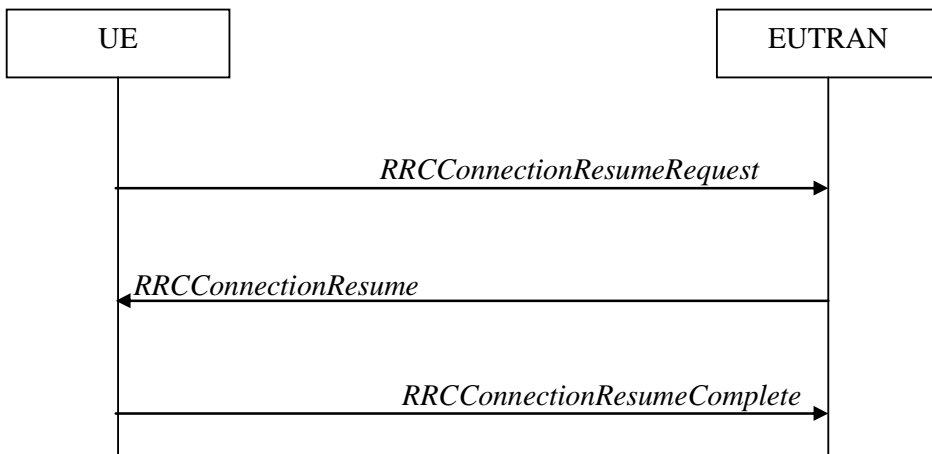 UE
EUTRAN
RRCConnectionResumeRequest
RRCConnectionResume
RRCConnectionResumeComplete